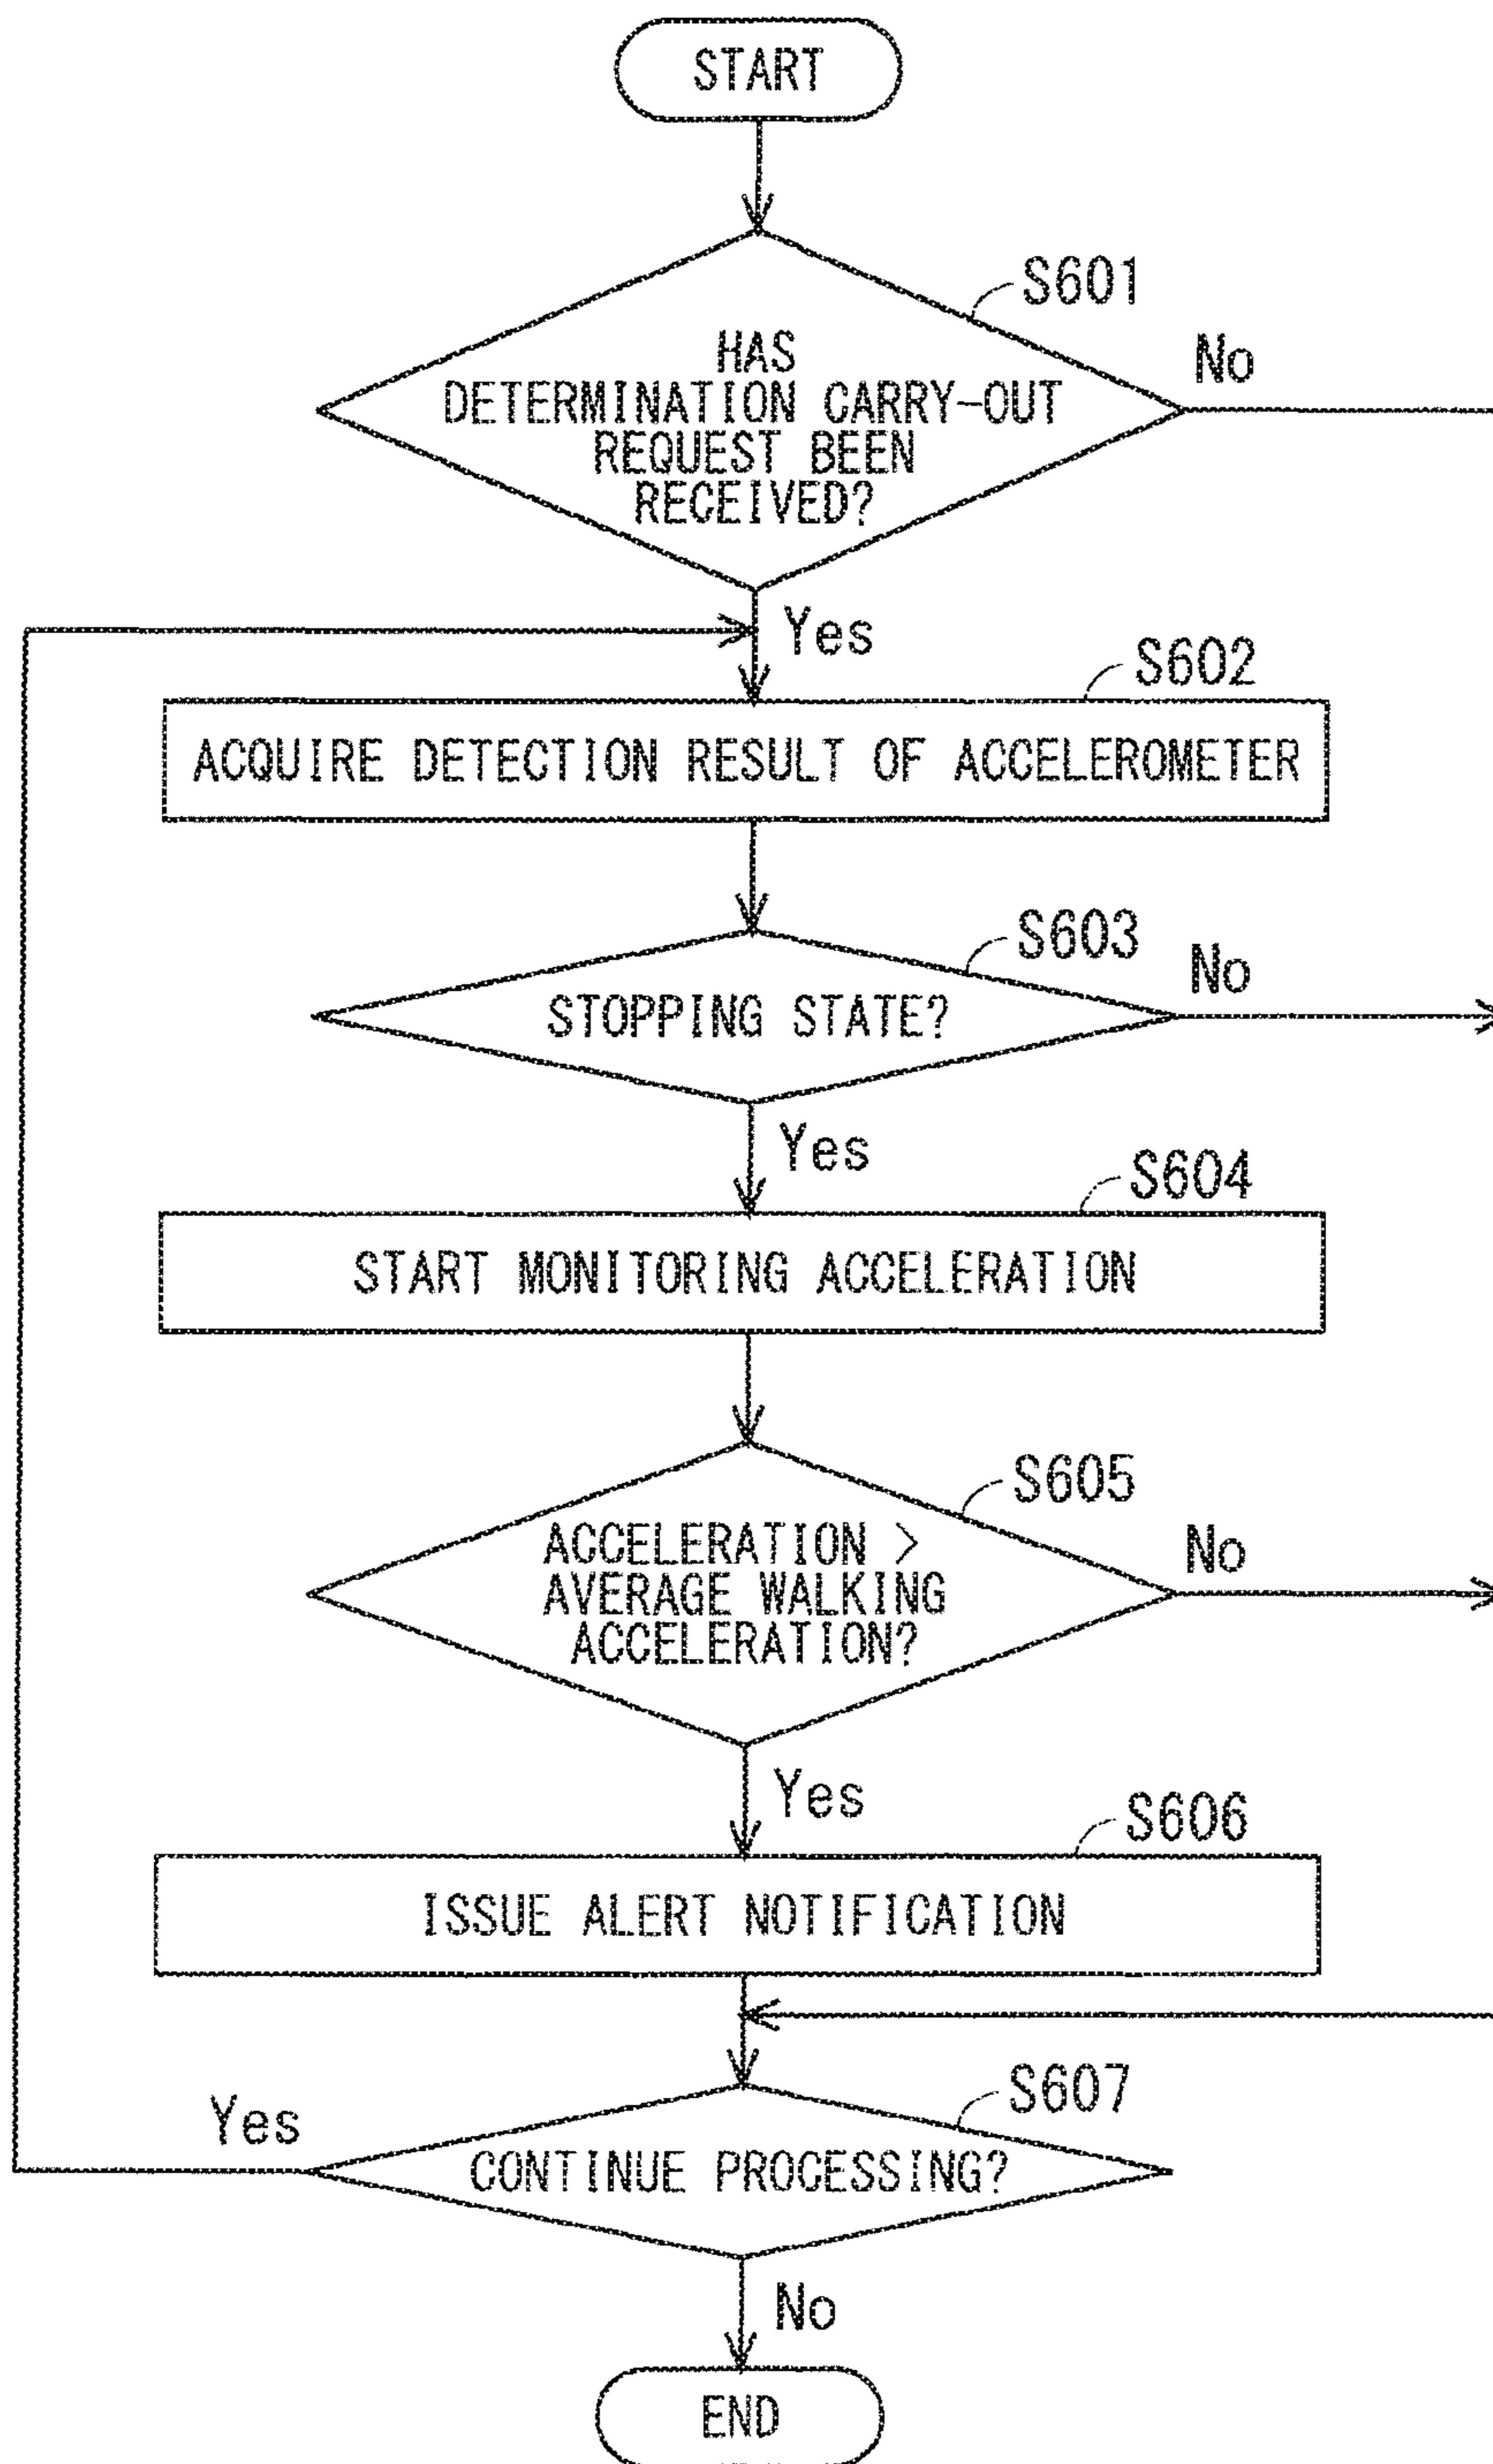 START
S601
HAS
DETERMINATION CARRY-OUT
REQUEST BEEN
RECEIVED?
No
Yes
S602
ACQUIRE DETECTION RESULT OF ACCELEROMETER
S603
STOPPING STATE?
No
Yes
S604
START MONITORING ACCELERATION
S605
ACCELERATION >
AVERAGE WALKING
ACCELERATION?
No
Yes
S606
ISSUE ALERT NOTIFICATION
S607
Yes
CONTINUE PROCESSING?
No
END